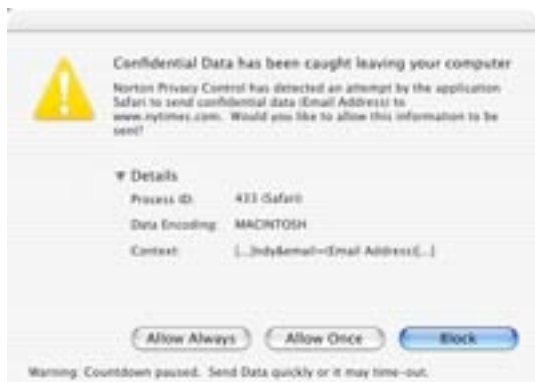 Confidential Data has been caught leaving your computer
Norton Privacy Control has detected an attempt by the application
Safari to send confidential data (Email Address) to
www.nytimes.com. Would you like to allow this information to be
sent?
▼ Details
Process ID: 433 (Safari)
Data Encoding: MACINTOSH
Context: [...]ndy&email=(Email Address)[...]
Allow Always
Allow Once
Block
Warning: Countdown paused. Send Data quickly or it may time-out.